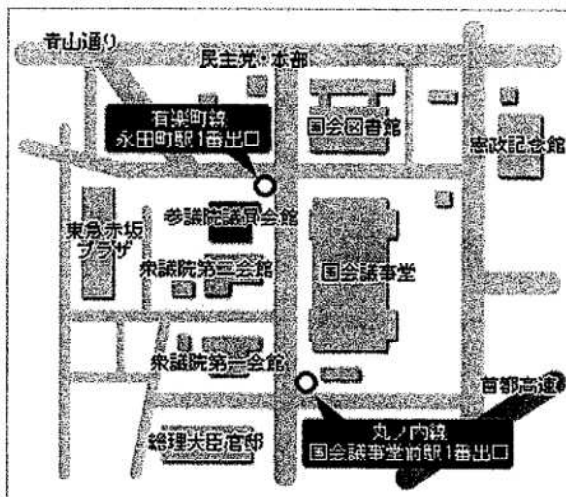 青山通り
民主党・本部
有楽町線
永田町駅1番出口
国会図書館
憲政記念館
東急赤坂
プラザ
参議院議員会館
衆議院第二会館
国会議事堂
衆議院第一会館
首都高速
総理大臣官邸
丸ノ内線
国会議事堂前駅1番出口